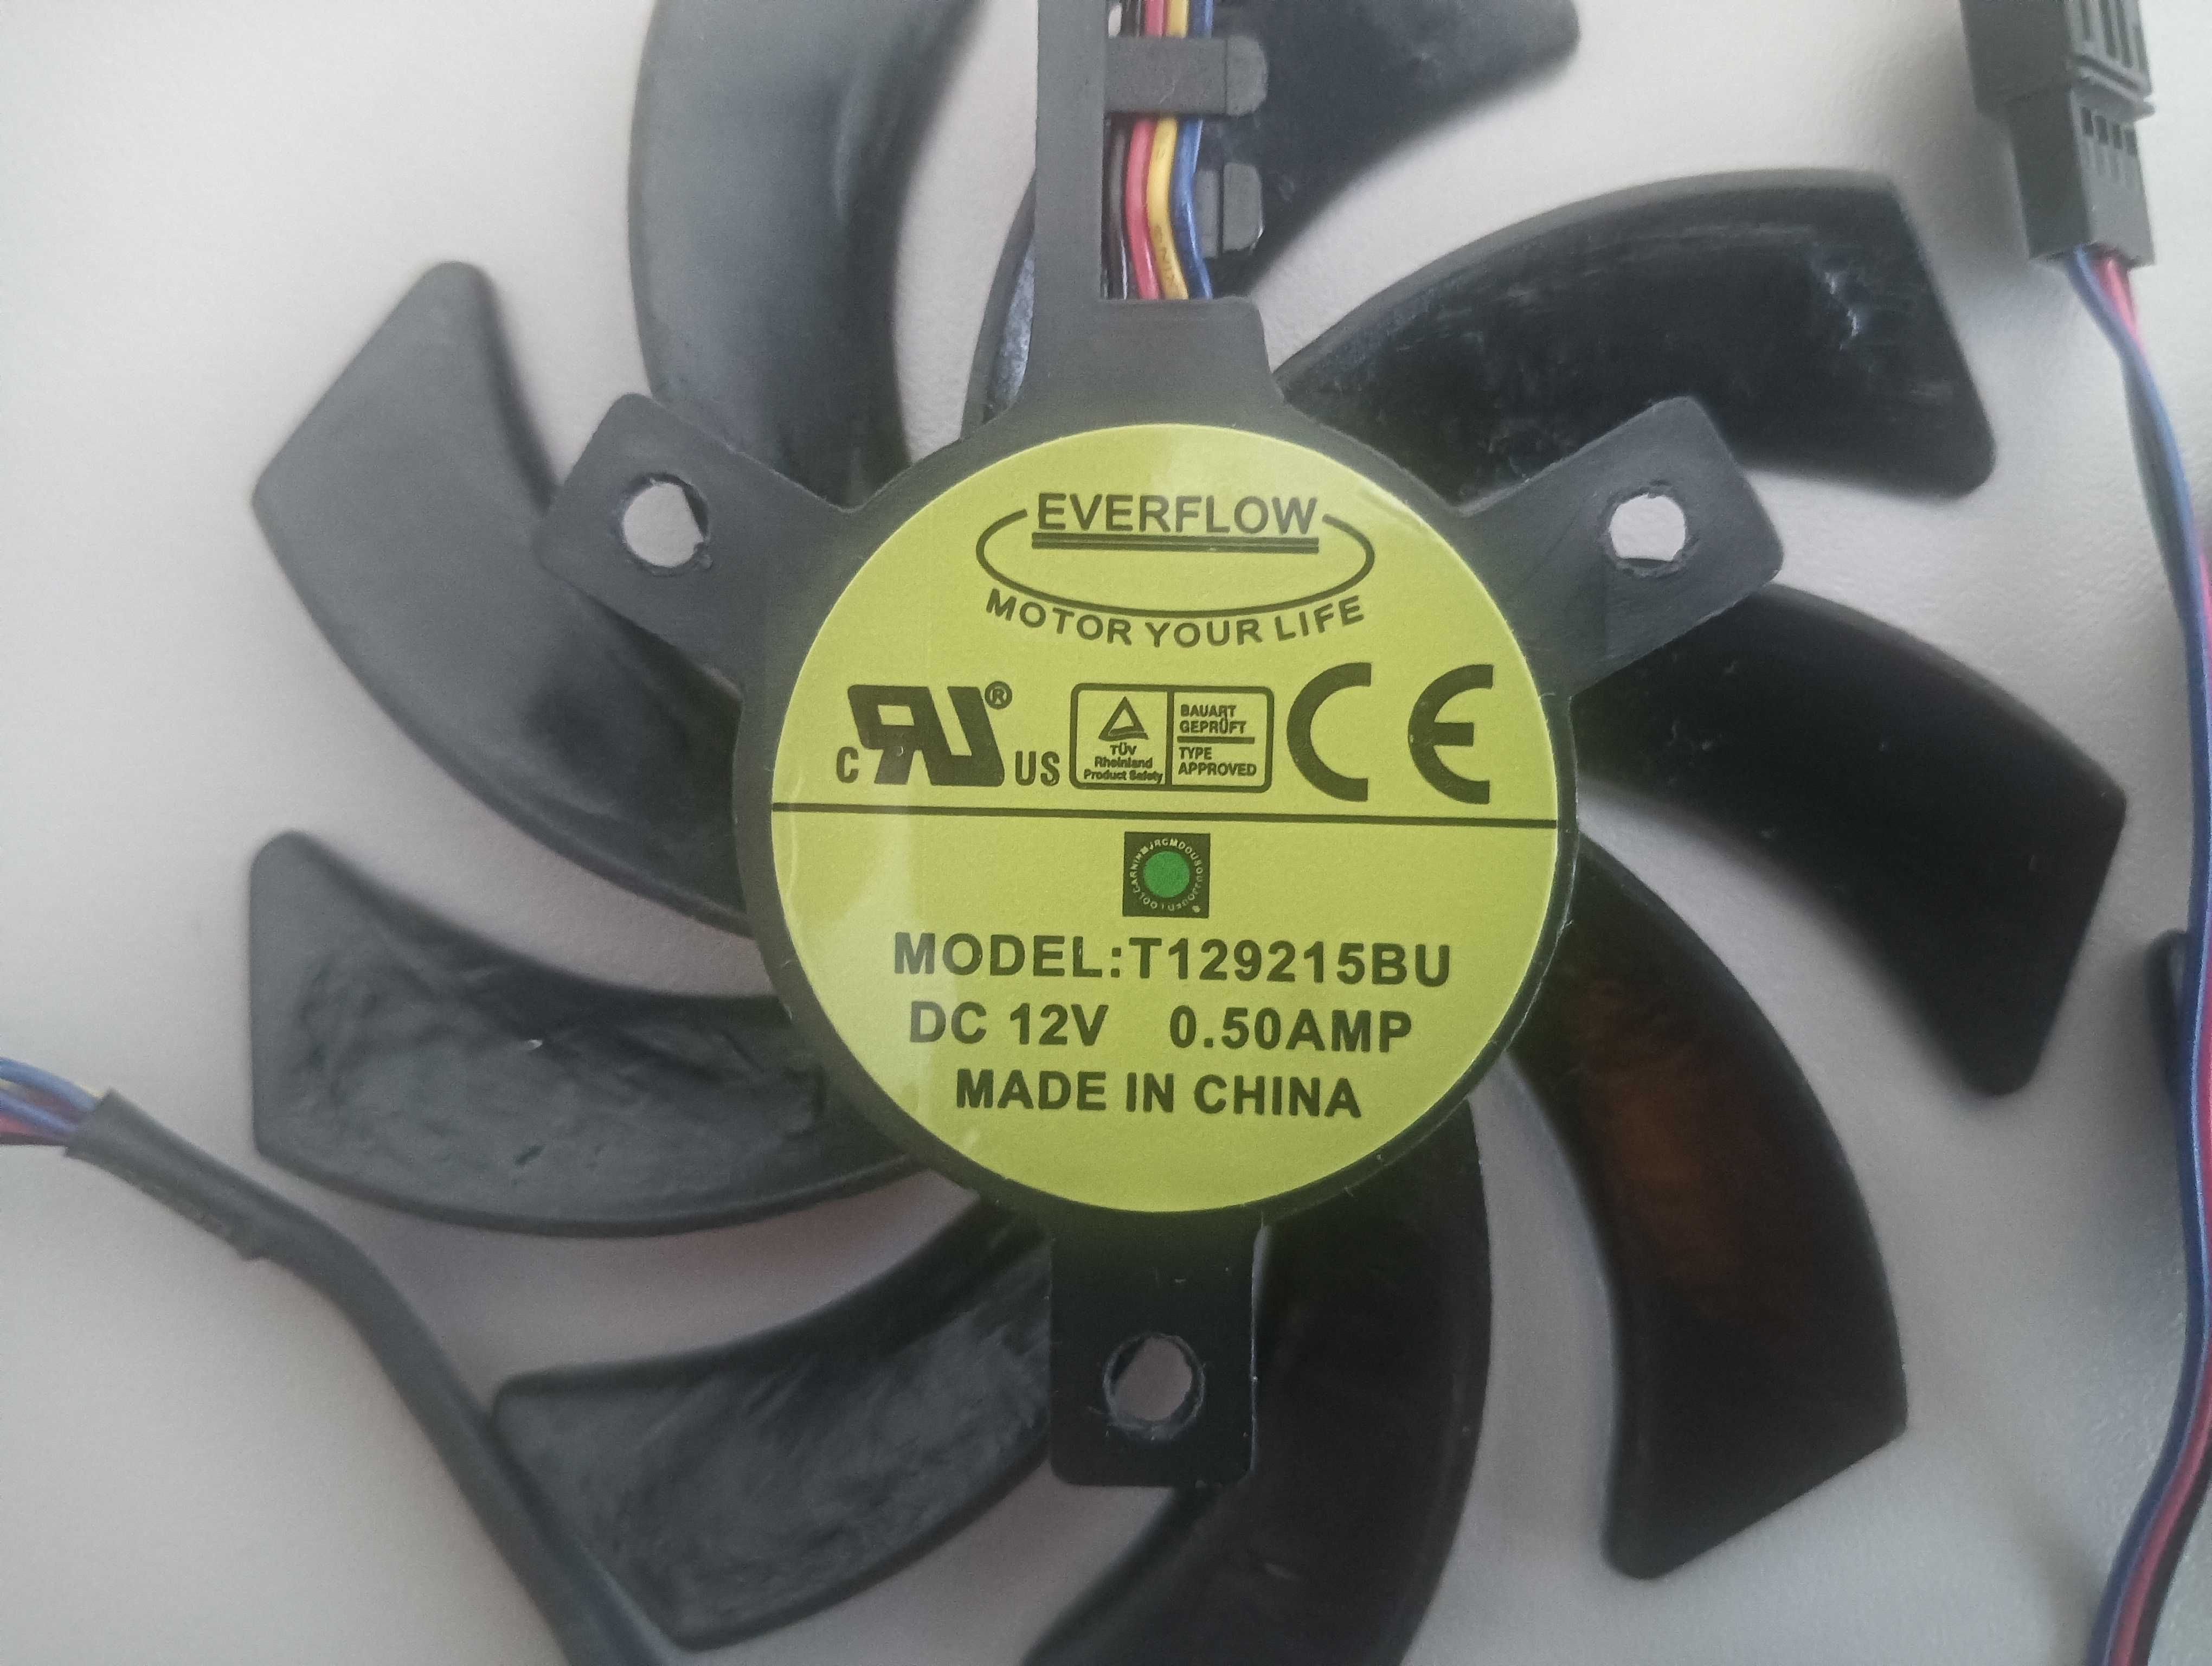 EVERFLOW
MOTOR YOUR LIFE
c RU® US
TÜV
Rheinland
Product Safety
BAUART
GEPRÜFT
TYPE
APPROVED
CE
MODEL:T129215BU
DC 12V 0.50AMP
MADE IN CHINA